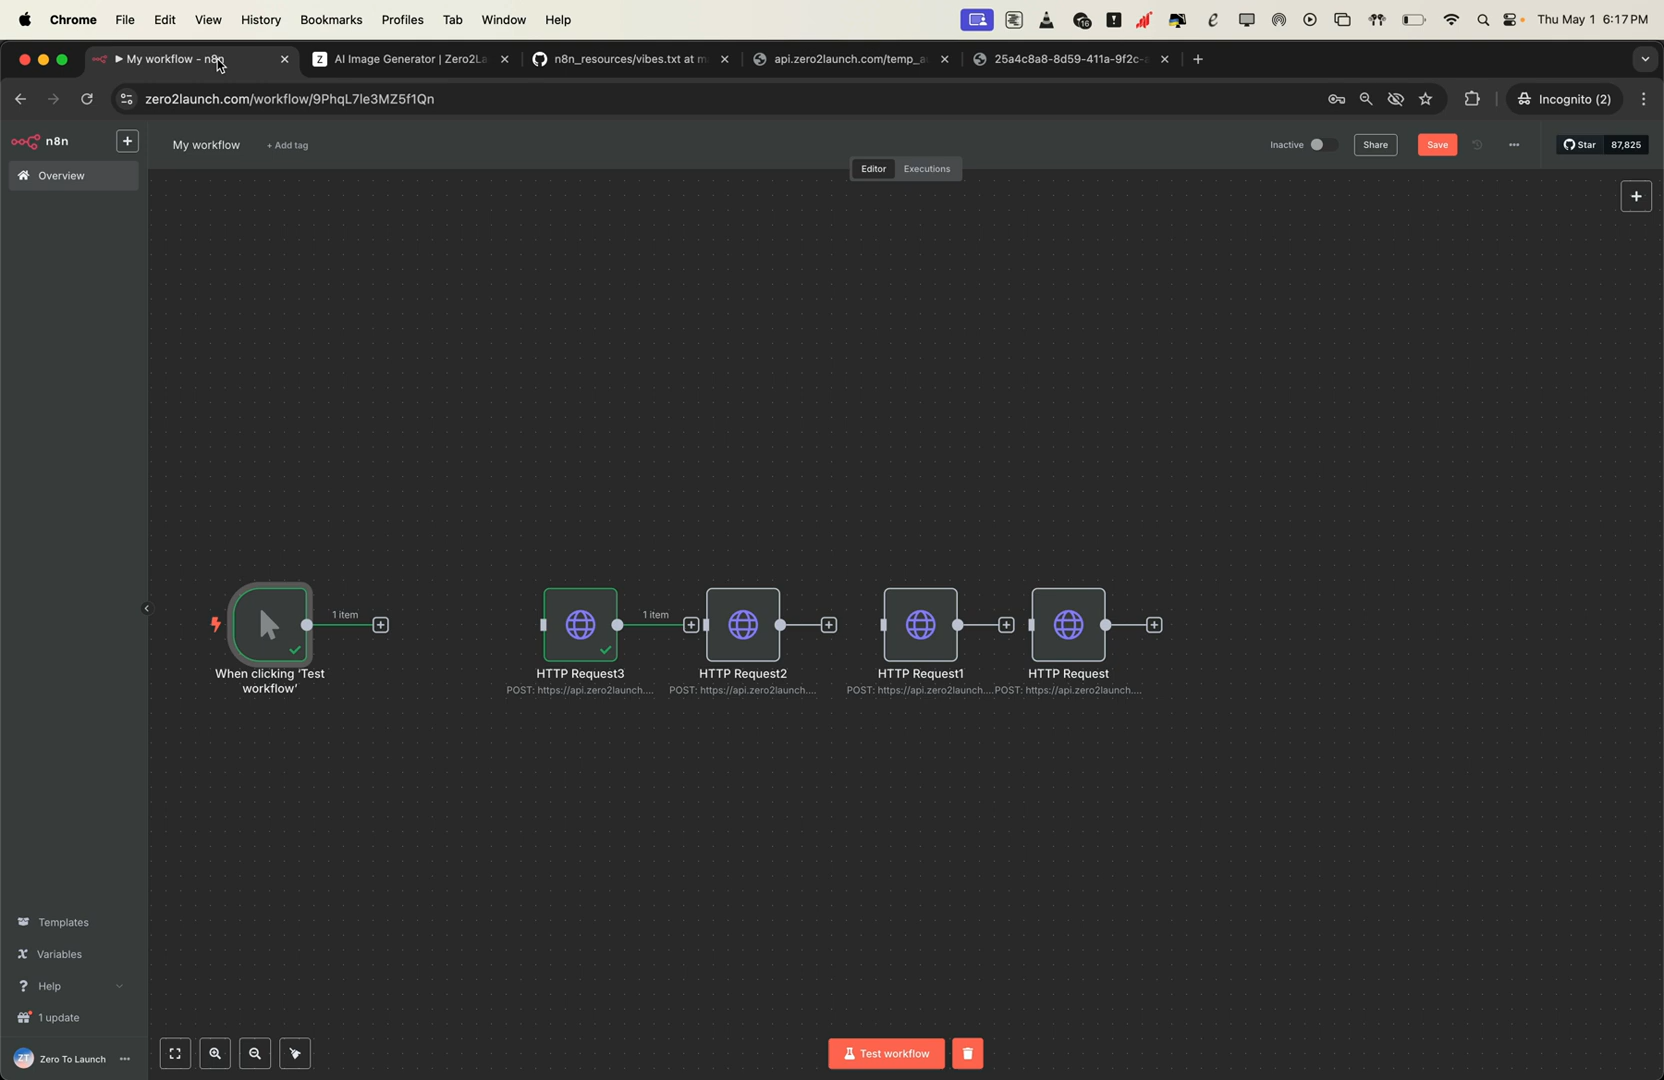 Chrome File Edit View History Bookmarks Profiles Tab Window Help 16 Thu May 1 6:17 PM
My workflow - n8n
AI Image Generator | Zero2La
n8n_resources/vibes.txt at m
api.zero2launch.com/temp_a
25a4c8a8-8d59-411a-9f2c-
zero2launch.com/workflow/9PhqL7le3MZ5f1Qn
Incognito (2)
n8n
My workflow
+ Add tag
Inactive
Share
Save
Star 87,825
Editor Executions
Overview
1 item
1 item
When clicking ‘Test
workflow’
HTTP Request3
POST: https://api.zero2launch....
HTTP Request2
POST: https://api.zero2launch....
HTTP Request1
POST: https://api.zero2launch....
HTTP Request
POST: https://api.zero2launch....
Templates
Variables
Help
1 update
ZT Zero To Launch
Test workflow